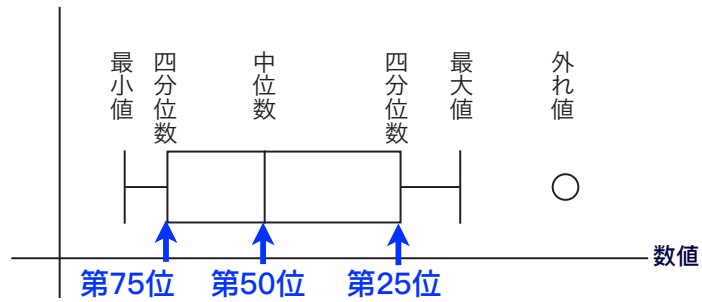 最小値
四分位数
中位数
四分位数
最大値
外れ値
数値
第75位
第50位
第25位